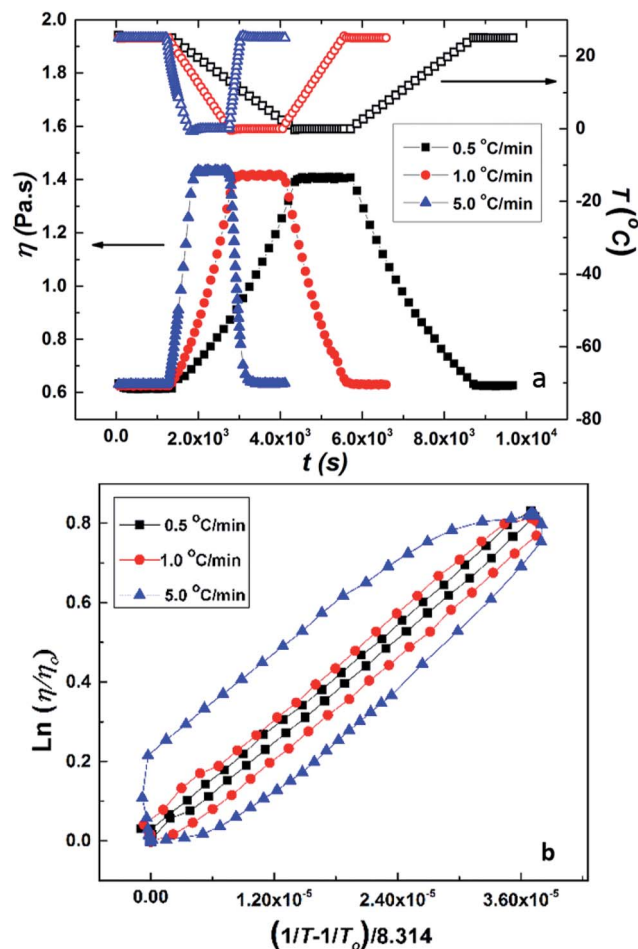 2.0
1.8
1.6
1.4
1.2
1.0
0.8
0.6
η (Pa.s)
20
0
-20
-40
-60
-80
T (°C)
0.5 °C/min
1.0 °C/min
5.0 °C/min
a
0.0 2.0x10³ 4.0x10³ 6.0x10³ 8.0x10³ 1.0x10⁴
t (s)
0.8
0.6
0.4
0.2
0.0
Ln (η/ηo)
0.5 °C/min
1.0 °C/min
5.0 °C/min
b
0.00 1.20x10⁻⁵ 2.40x10⁻⁵ 3.60x10⁻⁵
(1/T-1/To)/8.314